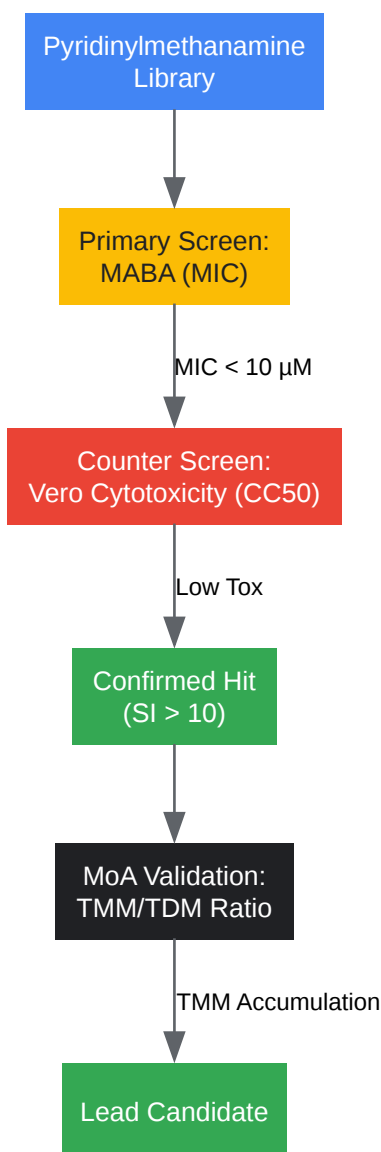 Pyridinylmethanamine
Library
Primary Screen:
MABA (MIC)
MIC < 10 µM
Counter Screen:
Vero Cytotoxicity (CC50)
Low Tox
Confirmed Hit
(SI > 10)
MoA Validation:
TMM/TDM Ratio
TMM Accumulation
Lead Candidate